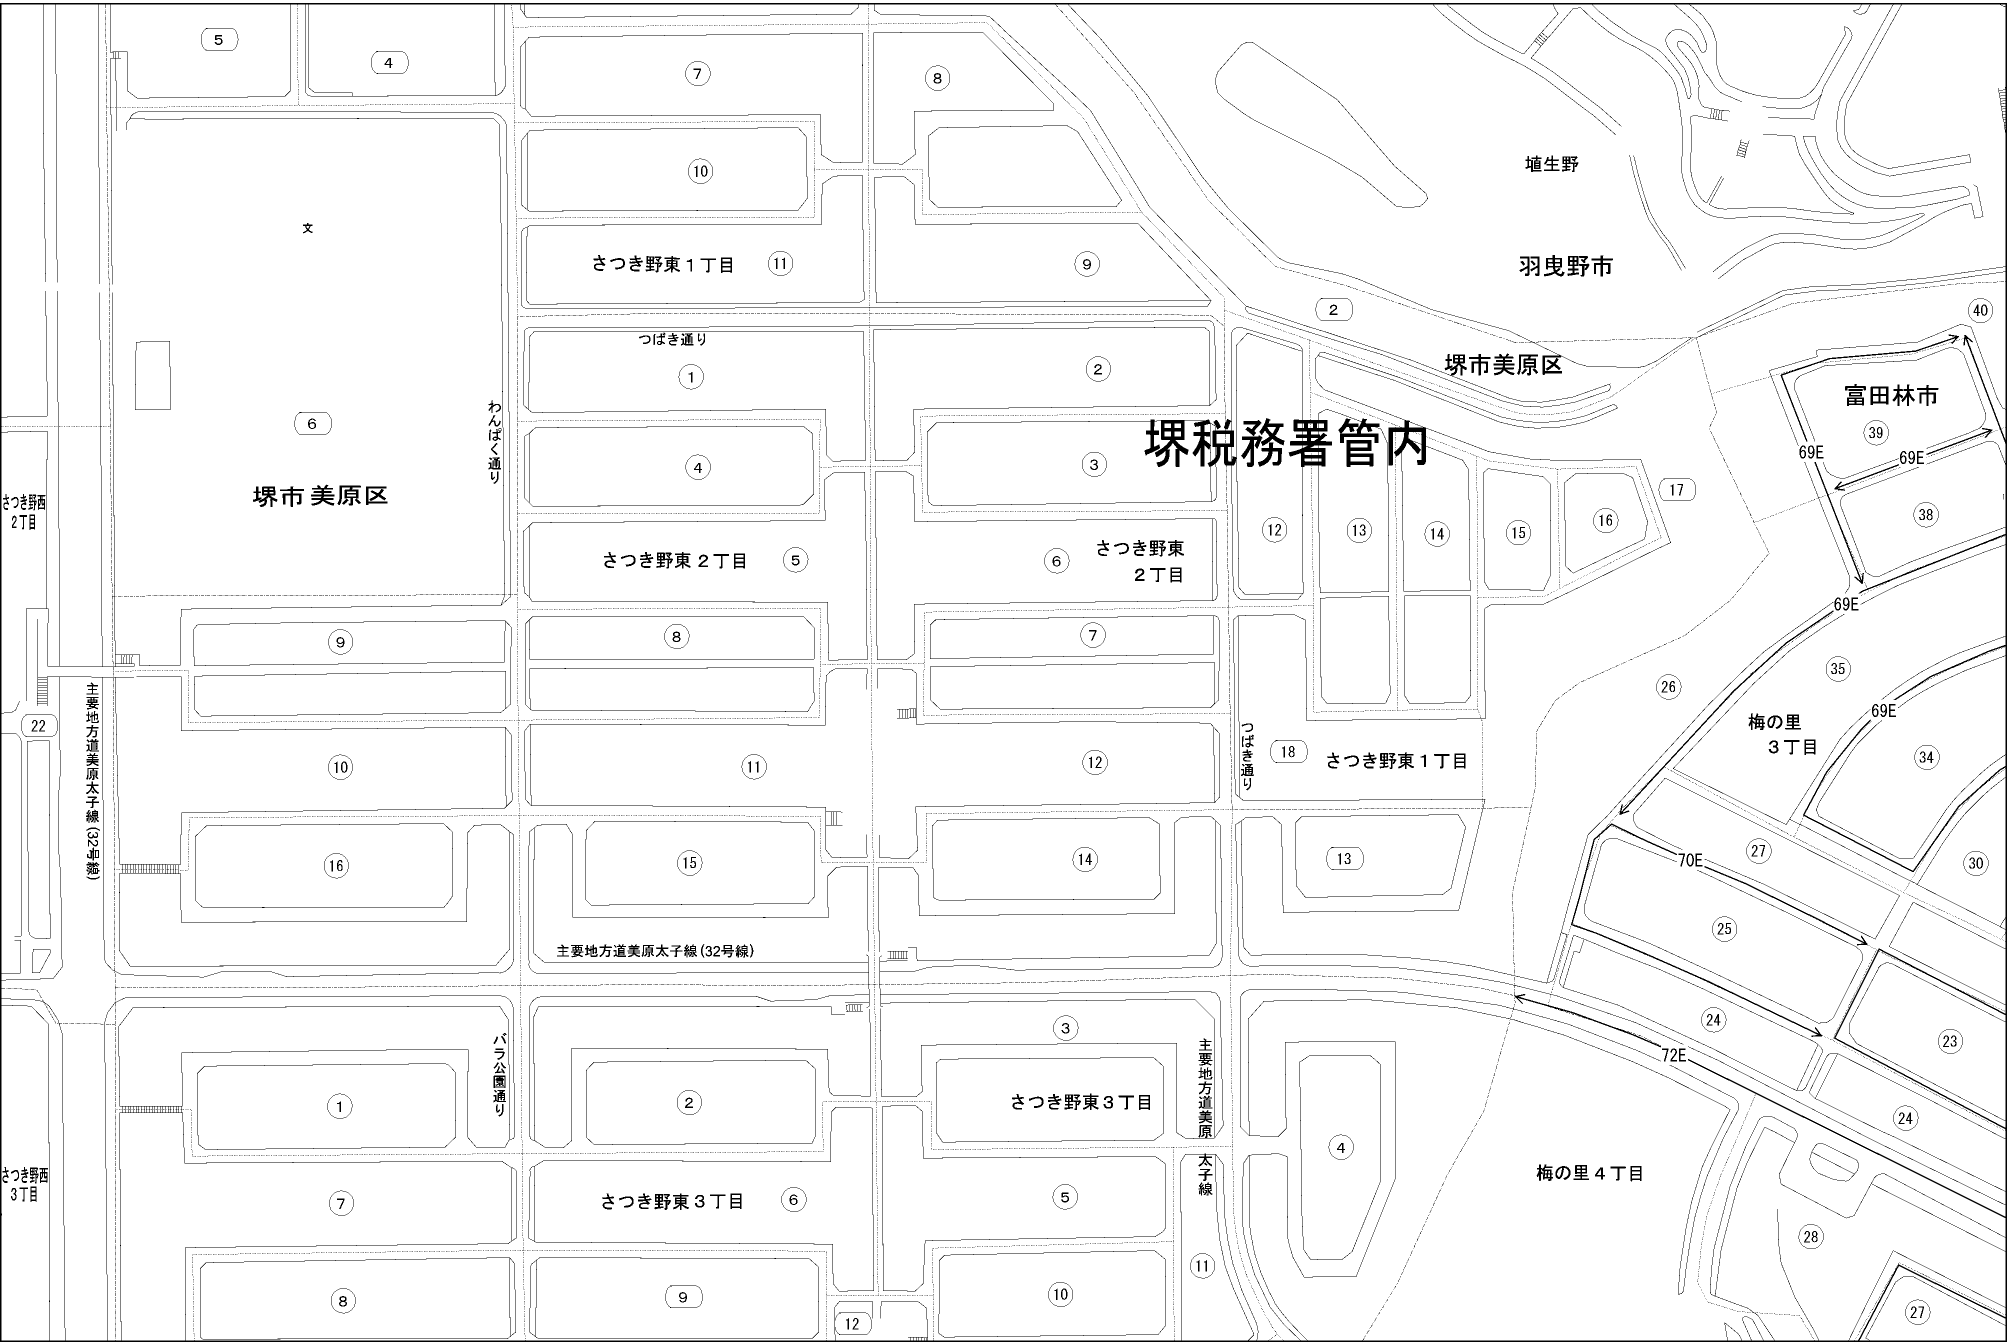 5
4
7
8
10
埴生野
文
さつき野東1丁目
11
9
羽曳野市
2
40
つばき通り
1
2
堺市美原区
富田林市
39
わんぱく通り
6
堺税務署管内
4
3
69E
69E
堺市美原区
さつき野西
2丁目
17
38
12
13
14
15
16
さつき野東2丁目
5
6
さつき野東
2丁目
69E
9
8
7
35
26
69E
22
主要地方道美原太子線(32号線)
梅の里
3丁目
つばき通り
18
さつき野東1丁目
34
10
11
12
16
15
14
13
70E
27
30
25
主要地方道美原太子線(32号線)
24
3
23
バラ公園通り
主要地方道美原太子線
72E
1
2
さつき野東3丁目
24
4
さつき野西
3丁目
梅の里4丁目
7
さつき野東3丁目
6
5
28
11
8
9
10
12
27